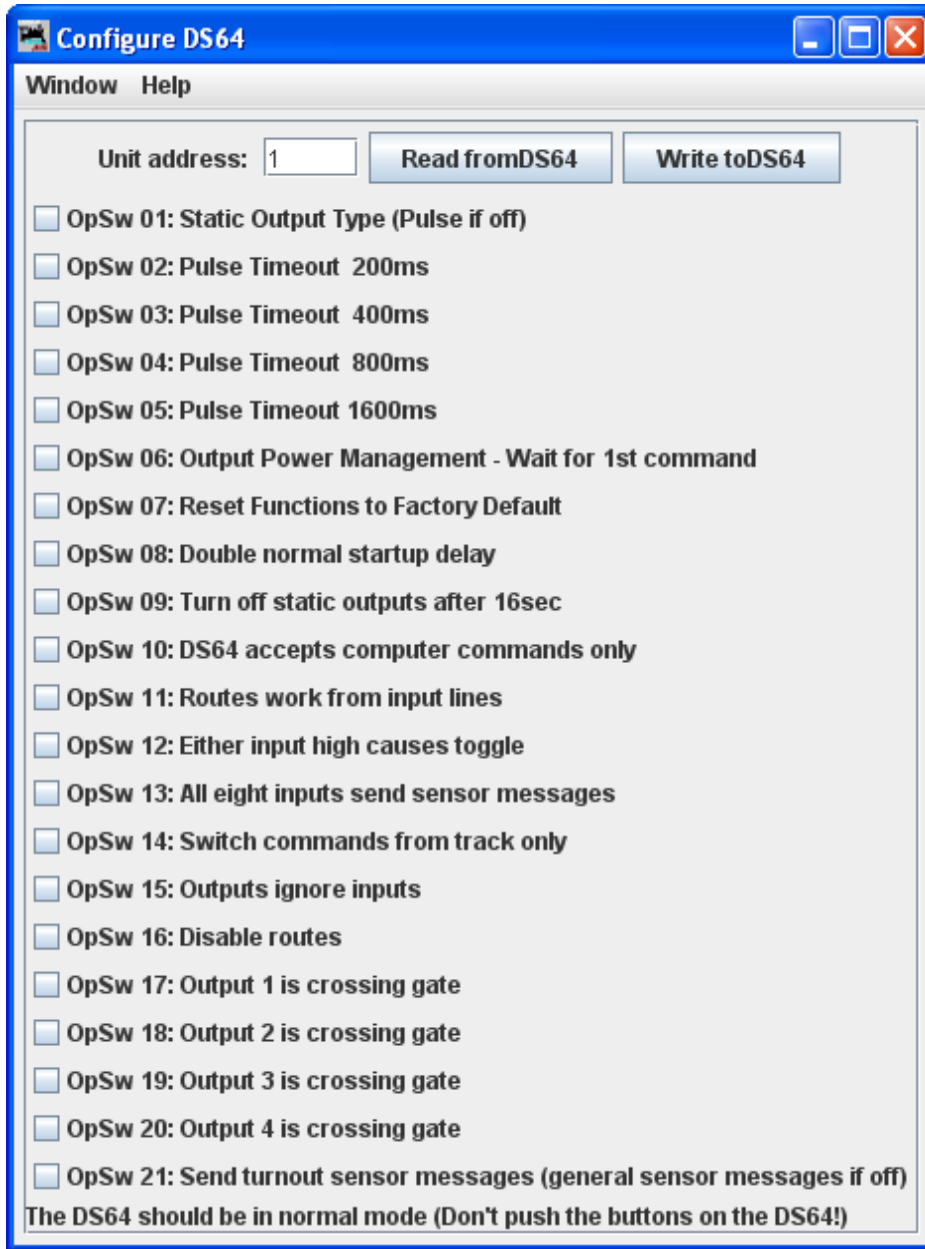 Configure DS64
Window Help
Unit address: 1 Read fromDS64 Write toDS64
OpSw 01: Static Output Type (Pulse if off)
OpSw 02: Pulse Timeout  200ms
OpSw 03: Pulse Timeout  400ms
OpSw 04: Pulse Timeout  800ms
OpSw 05: Pulse Timeout 1600ms
OpSw 06: Output Power Management - Wait for 1st command
OpSw 07: Reset Functions to Factory Default
OpSw 08: Double normal startup delay
OpSw 09: Turn off static outputs after 16sec
OpSw 10: DS64 accepts computer commands only
OpSw 11: Routes work from input lines
OpSw 12: Either input high causes toggle
OpSw 13: All eight inputs send sensor messages
OpSw 14: Switch commands from track only
OpSw 15: Outputs ignore inputs
OpSw 16: Disable routes
OpSw 17: Output 1 is crossing gate
OpSw 18: Output 2 is crossing gate
OpSw 19: Output 3 is crossing gate
OpSw 20: Output 4 is crossing gate
OpSw 21: Send turnout sensor messages (general sensor messages if off)
The DS64 should be in normal mode (Don't push the buttons on the DS64!)